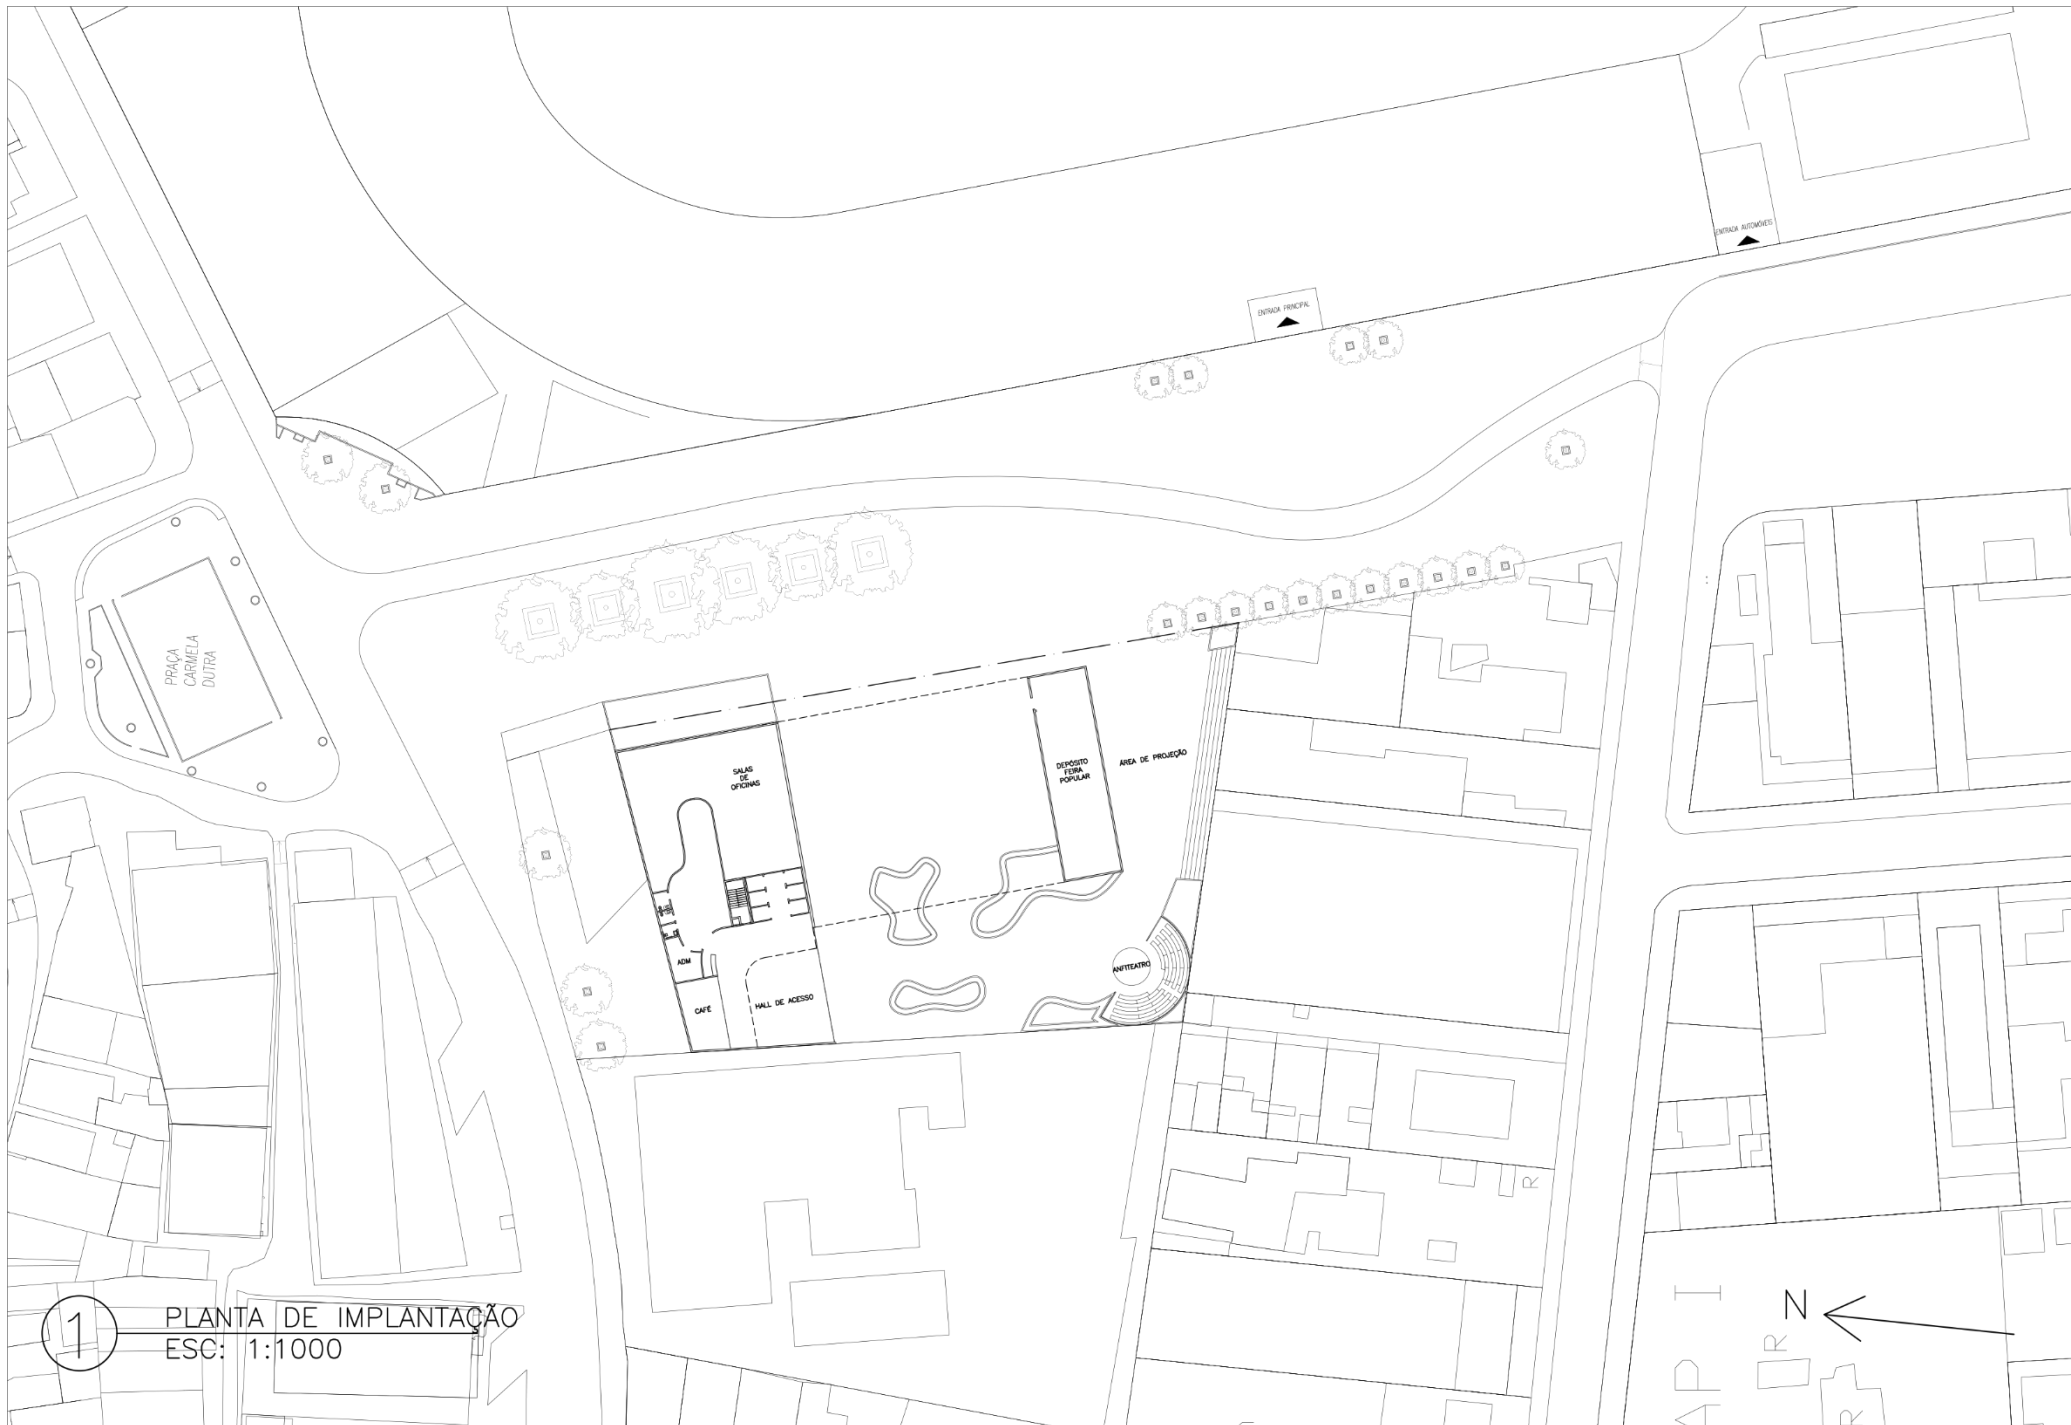 ENTRADA AUTOMÓVEIS
ENTRADA PRINCIPAL
PRAÇA
CARMELA
DUTRA
SALAS
DE
OFICINAS
DEPÓSITO
FEIRA
POPULAR
ÁREA DE PROJEÇÃO
ADM
ANFITEATRO
CAFÉ
HALL DE ACESSO
R
N
1
PLANTA DE IMPLANTAÇÃO
ESC: 1:1000
API
R
R